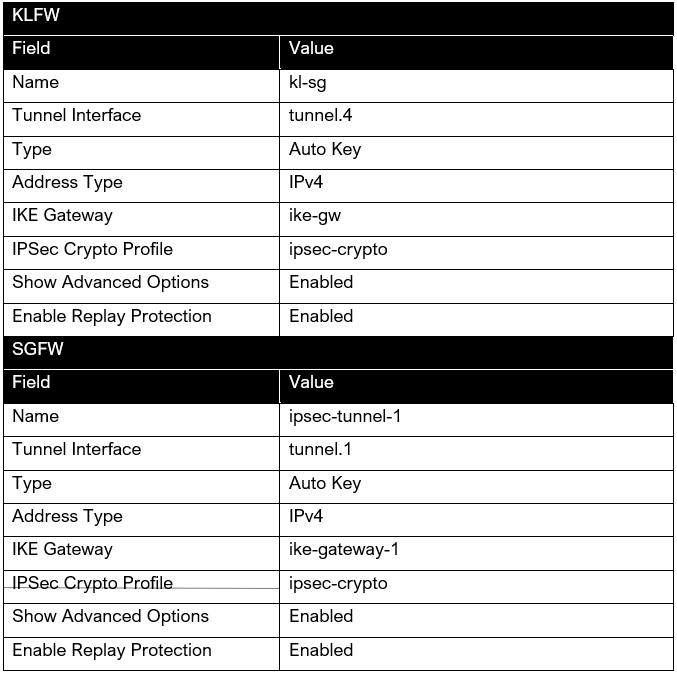 KLFW
Field Value
Name kl-sg
Tunnel Interface tunnel.4
Type Auto Key
Address Type IPv4
IKE Gateway ike-gw
IPSec Crypto Profile ipsec-crypto
Show Advanced Options Enabled
Enable Replay Protection Enabled
SGFW
Field Value
Name ipsec-tunnel-1
Tunnel Interface tunnel.1
Type Auto Key
Address Type IPv4
IKE Gateway ike-gateway-1
IPSec Crypto Profile ipsec-crypto
Show Advanced Options Enabled
Enable Replay Protection Enabled